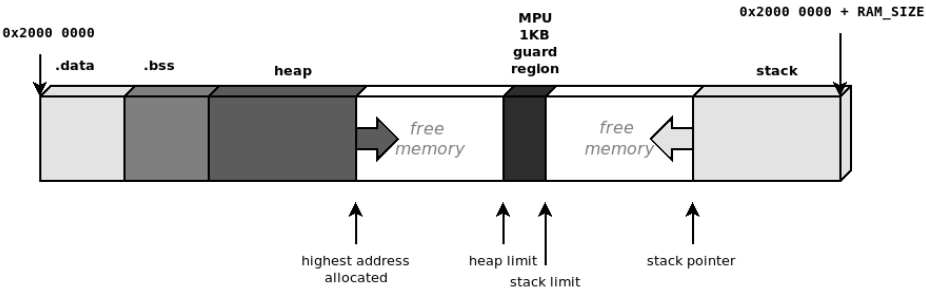 0x2000 0000 + RAM_SIZE
MPU
1KB
guard
region
0x2000 0000
.data
.bss
heap
stack
free
memory
free
memory
highest address
allocated
heap limit
stack limit
stack pointer